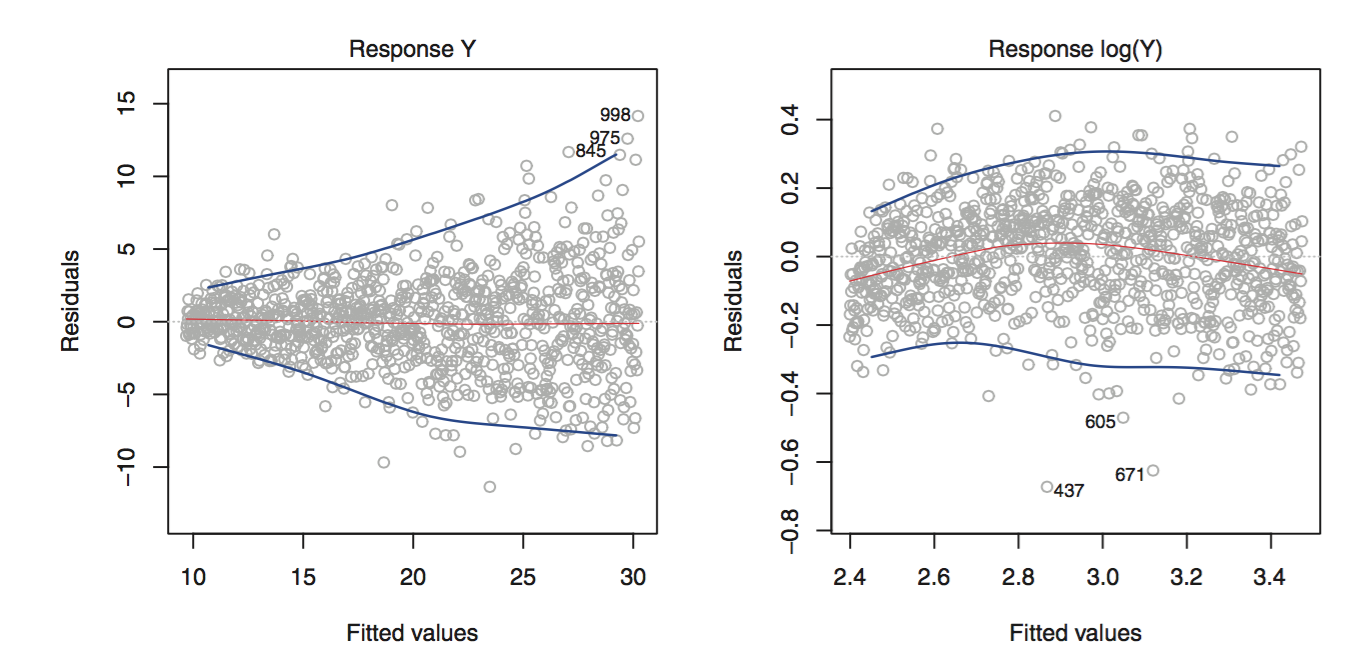 Response Y
15
10
5
0
−5
−10
998
975
845
Residuals
10 15 20 25 30
Fitted values
Response log(Y)
0.4
0.2
0.0
−0.2
−0.4
−0.6
−0.8
605
671
437
Residuals
2.4 2.6 2.8 3.0 3.2 3.4
Fitted values